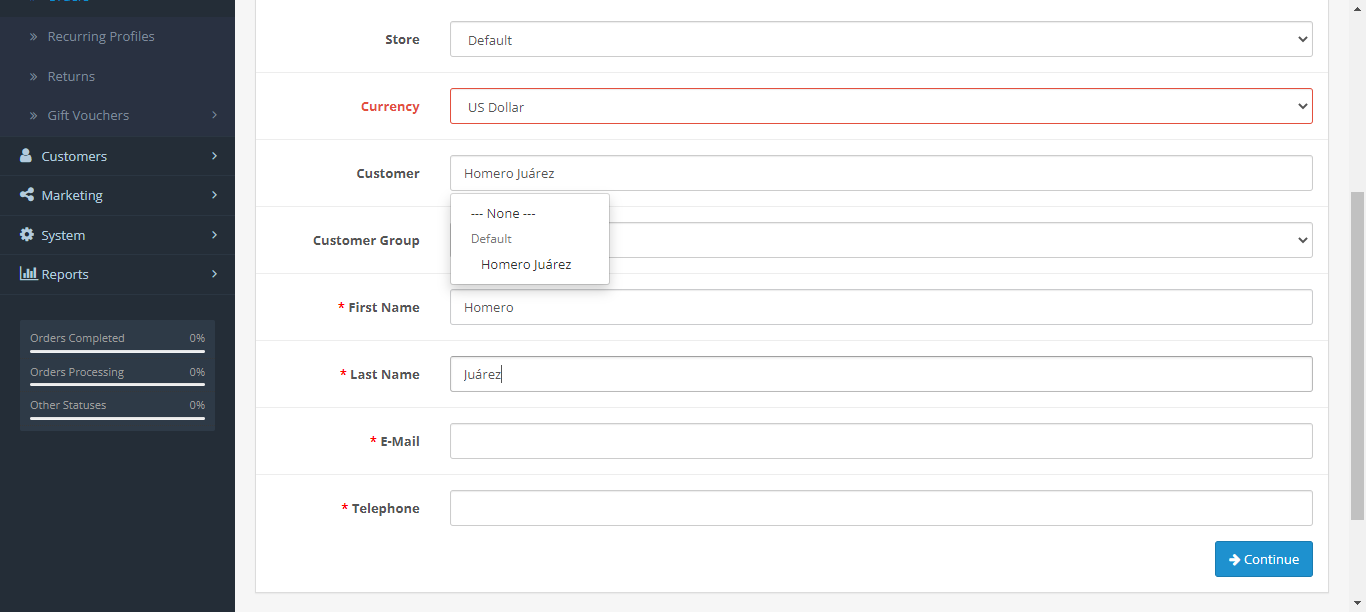 Recurring Profiles
Returns
Gift Vouchers
Customers
Marketing
System
Reports
Orders Completed 0%
Orders Processing 0%
Other Statuses 0%
Store Default
Currency US Dollar
Customer Homero Juárez
--- None ---
Default
Homero Juárez
Customer Group
* First Name Homero
* Last Name Juárez
* E-Mail
* Telephone
Continue